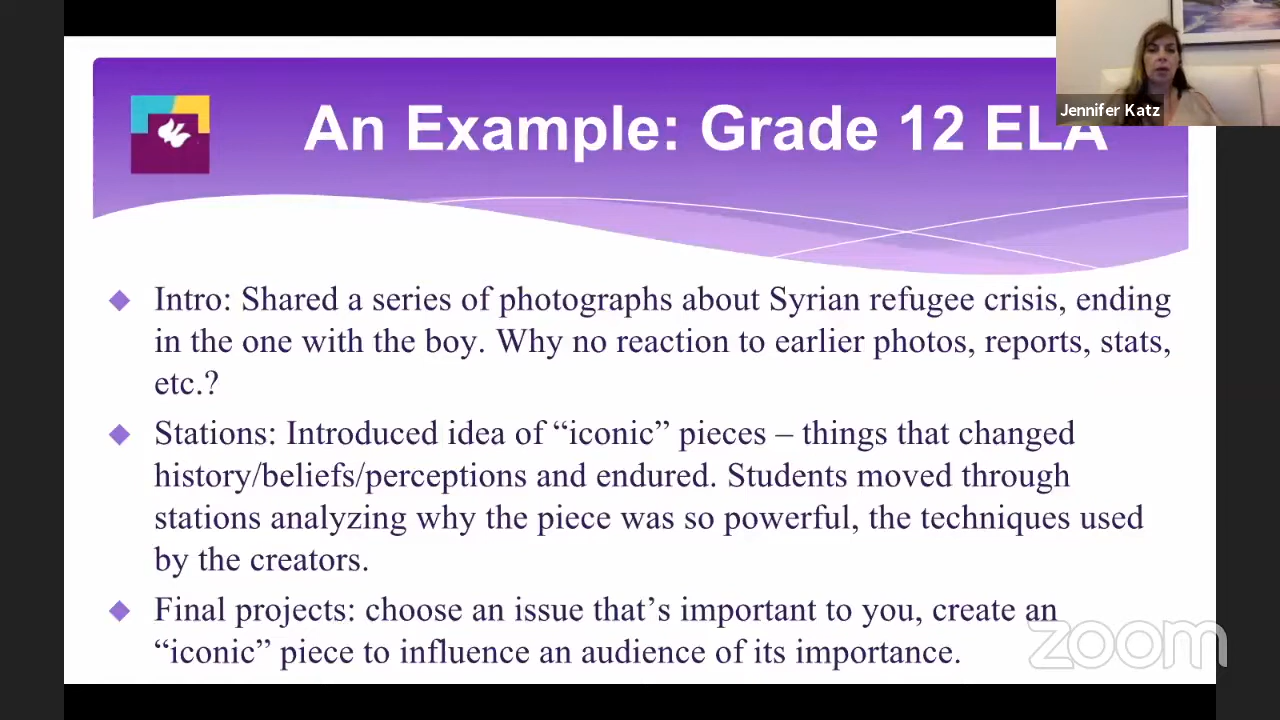 Jennifer Katz
An Example: Grade 12 ELA
Intro: Shared a series of photographs about Syrian refugee crisis, ending
in the one with the boy. Why no reaction to earlier photos, reports, stats,
etc.?
Stations: Introduced idea of “iconic” pieces – things that changed
history/beliefs/perceptions and endured. Students moved through
stations analyzing why the piece was so powerful, the techniques used
by the creators.
Final projects: choose an issue that’s important to you, create an
“iconic” piece to influence an audience of its importance.
zoom